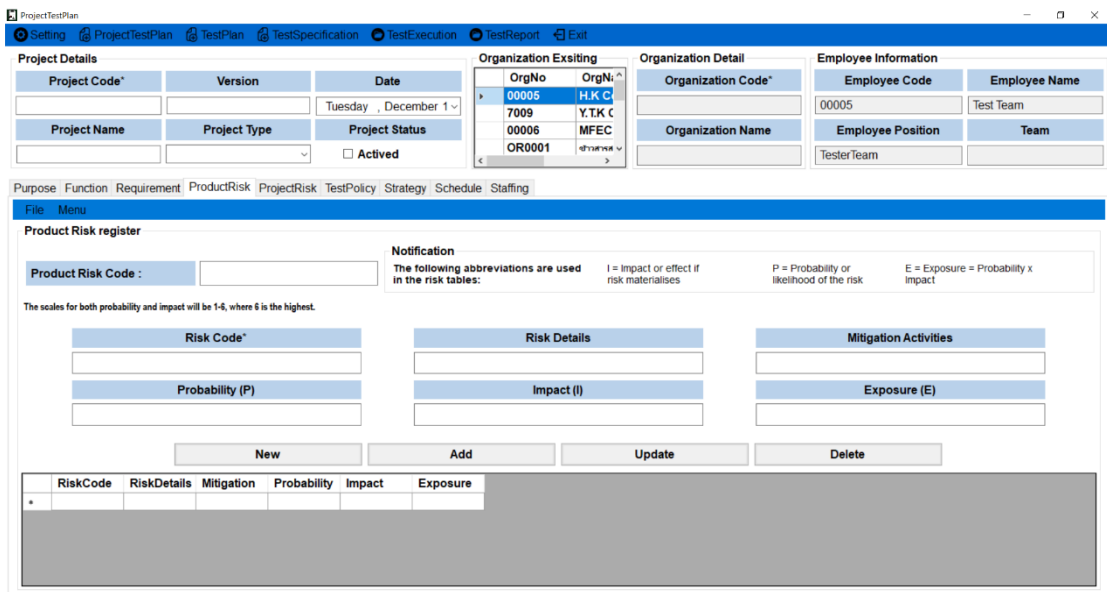 ProjectTestPlan
Setting ProjectTestPlan TestPlan TestSpecification TestExecution TestReport Exit
Project Details
Project Code* Version Date
Tuesday , December 1
Project Name Project Type Project Status
Actived
Organization Exsiting
OrgNo OrgNa
00005 H.K Co
7009 Y.T.K C
00006 MFEC
OR0001
Organization Detail
Organization Code*
Organization Name
Employee Information
Employee Code Employee Name
00005 Test Team
Employee Position Team
TesterTeam
Purpose Function Requirement ProductRisk ProjectRisk TestPolicy Strategy Schedule Staffing
File Menu
Product Risk register
Product Risk Code :
Notification
The following abbreviations are used
in the risk tables:
I = Impact or effect if
risk materialises
P = Probability or
likelihood of the risk
E = Exposure = Probability x
Impact
The scales for both probability and impact will be 1-6, where 6 is the highest.
Risk Code* Risk Details Mitigation Activities
Probability (P) Impact (I) Exposure (E)
New Add Update Delete
RiskCode RiskDetails Mitigation Probability Impact Exposure